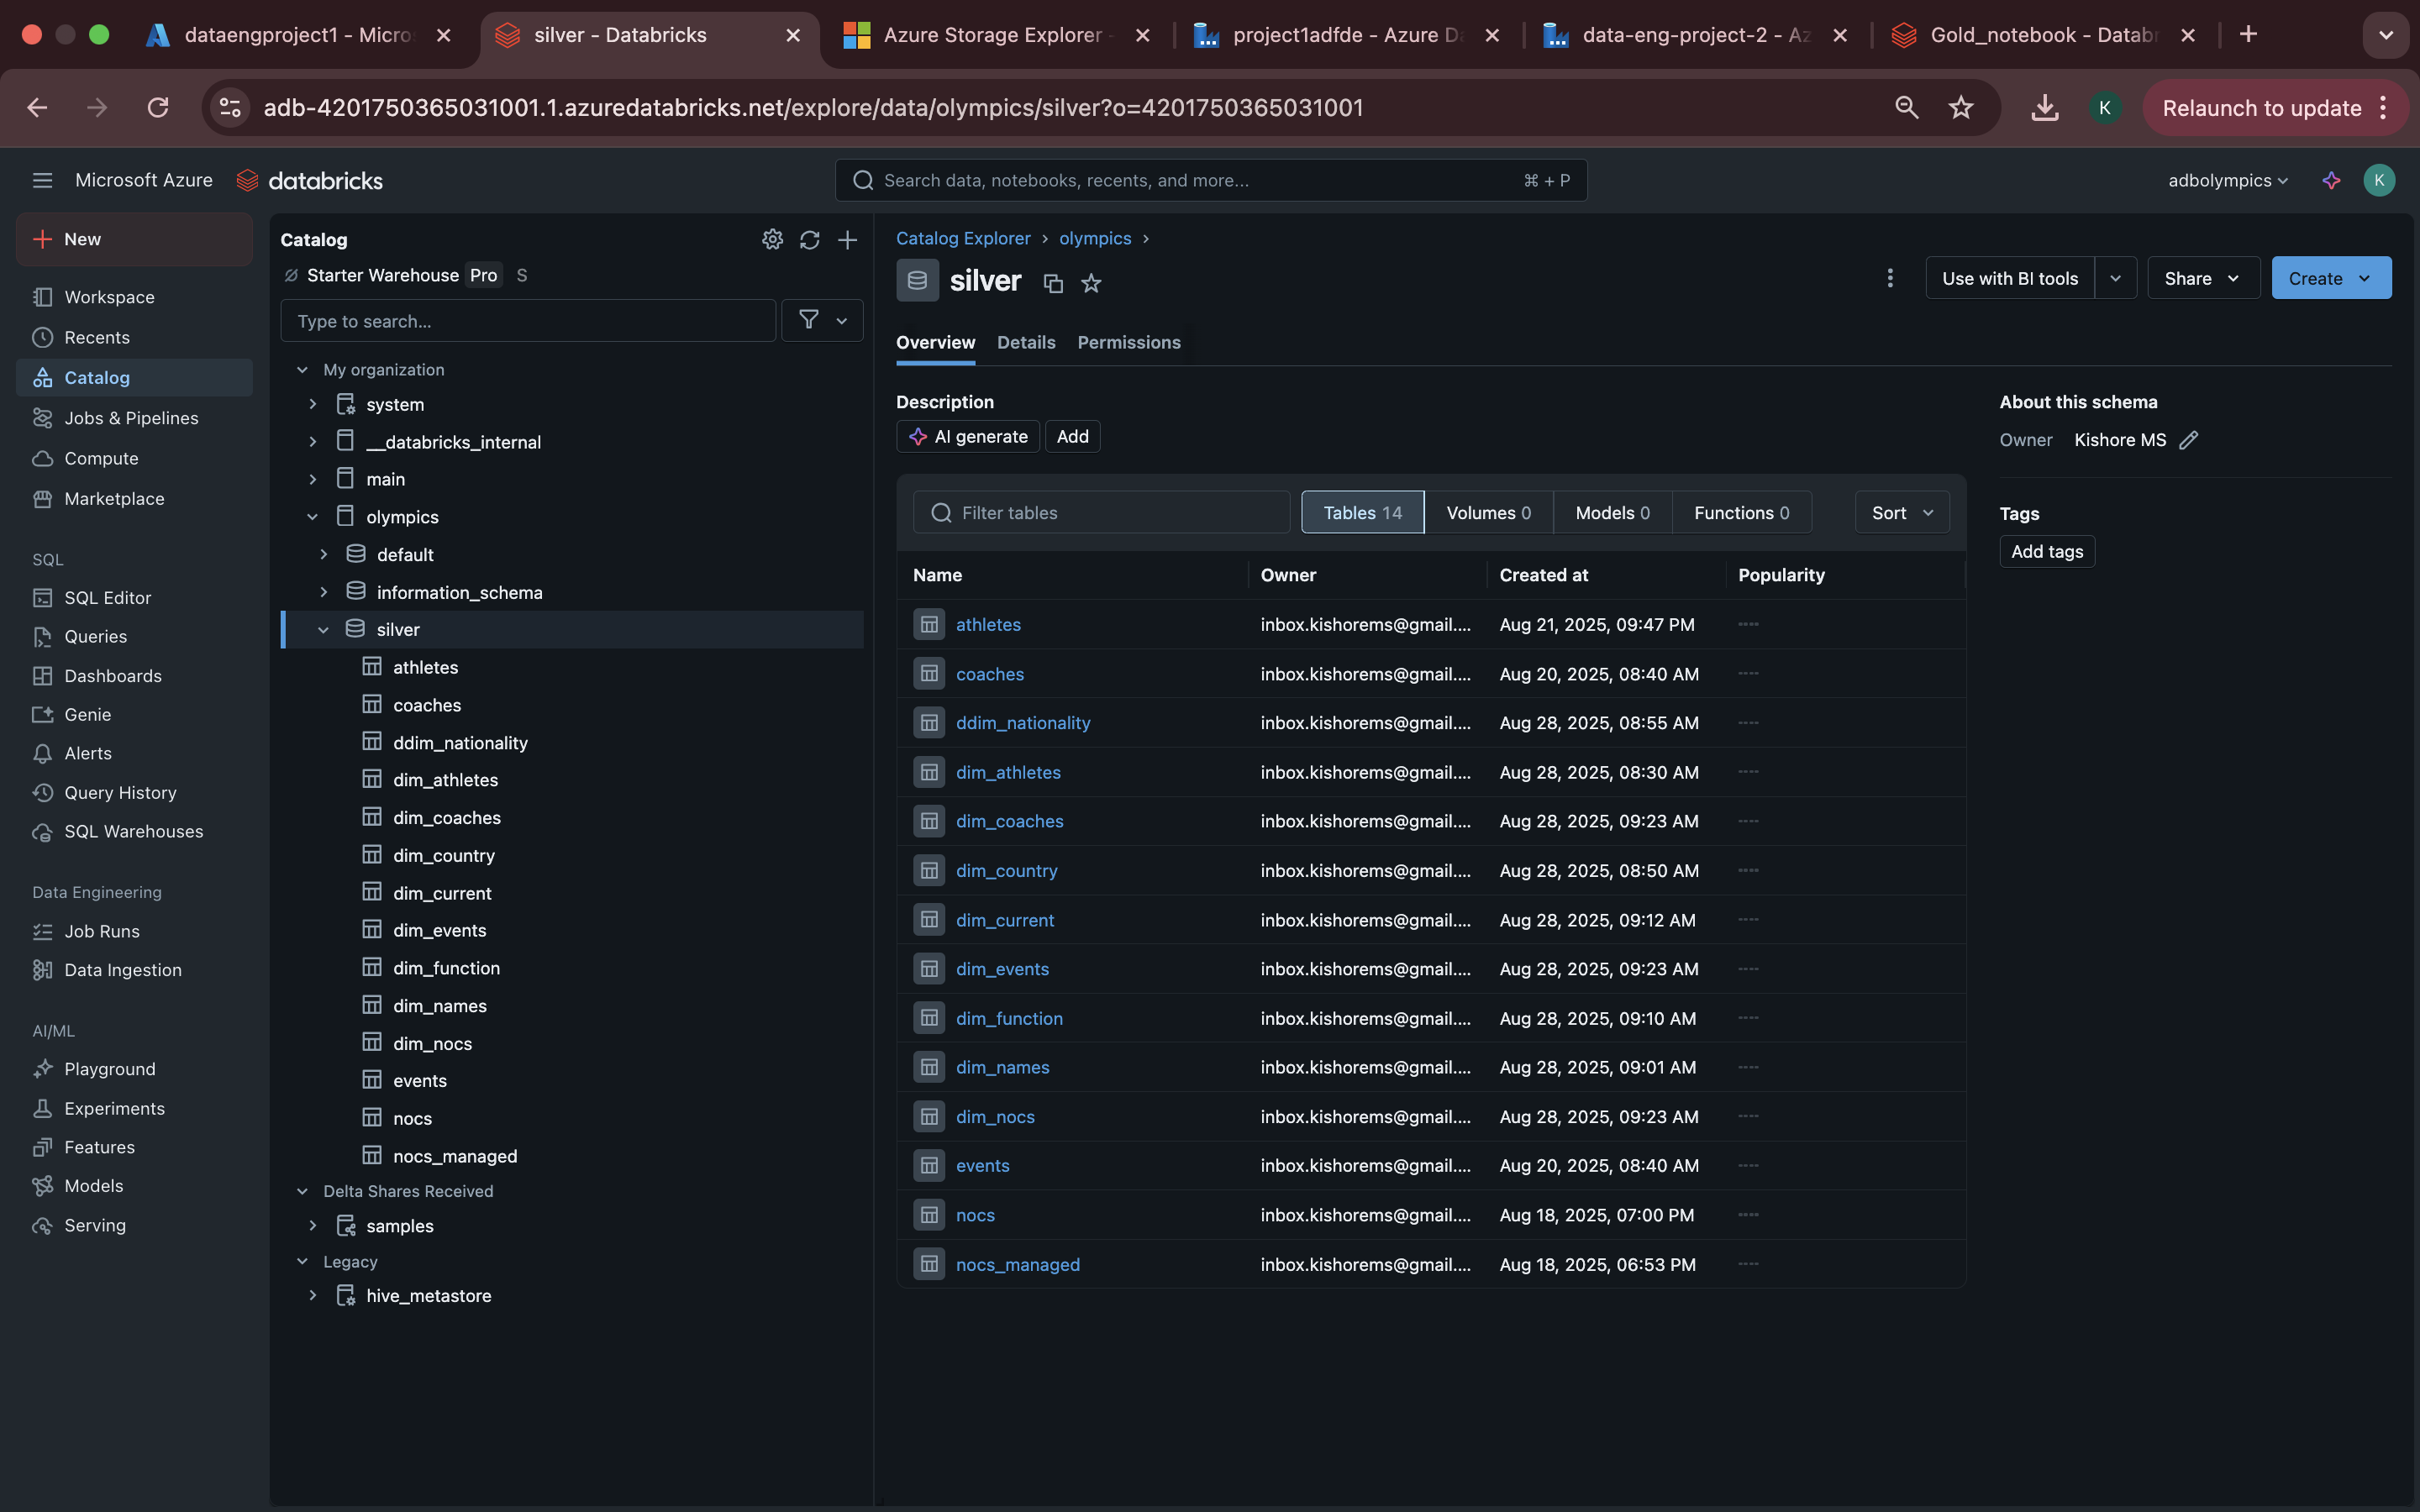 dataengproject1 - Micros
silver - Databricks
Azure Storage Explorer -
project1adfde - Azure Da
data-eng-project-2 - Az
Gold_notebook - Datab
adb-4201750365031001.1.azuredatabricks.net/explore/data/olympics/silver?o=4201750365031001
K
Relaunch to update
Microsoft Azure
databricks
Search data, notebooks, recents, and more...
⌘ + P
adbolympics
K
New
Workspace
Recents
Catalog
Jobs & Pipelines
Compute
Marketplace
SQL
SQL Editor
Queries
Dashboards
Genie
Alerts
Query History
SQL Warehouses
Data Engineering
Job Runs
Data Ingestion
AI/ML
Playground
Experiments
Features
Models
Serving
Catalog
Starter Warehouse Pro S
Type to search...
My organization
system
__databricks_internal
main
olympics
default
information_schema
silver
athletes
coaches
ddim_nationality
dim_athletes
dim_coaches
dim_country
dim_current
dim_events
dim_function
dim_names
dim_nocs
events
nocs
nocs_managed
Delta Shares Received
samples
Legacy
hive_metastore
Catalog Explorer > olympics >
silver
Use with BI tools
Share
Create
Overview Details Permissions
Description
AI generate Add
Filter tables
Tables 14 Volumes 0 Models 0 Functions 0
Sort
Name Owner Created at Popularity
athletes inbox.kishorems@gmail.... Aug 21, 2025, 09:47 PM ----
coaches inbox.kishorems@gmail.... Aug 20, 2025, 08:40 AM ----
ddim_nationality inbox.kishorems@gmail.... Aug 28, 2025, 08:55 AM ----
dim_athletes inbox.kishorems@gmail.... Aug 28, 2025, 08:30 AM ----
dim_coaches inbox.kishorems@gmail.... Aug 28, 2025, 09:23 AM ----
dim_country inbox.kishorems@gmail.... Aug 28, 2025, 08:50 AM ----
dim_current inbox.kishorems@gmail.... Aug 28, 2025, 09:12 AM ----
dim_events inbox.kishorems@gmail.... Aug 28, 2025, 09:23 AM ----
dim_function inbox.kishorems@gmail.... Aug 28, 2025, 09:10 AM ----
dim_names inbox.kishorems@gmail.... Aug 28, 2025, 09:01 AM ----
dim_nocs inbox.kishorems@gmail.... Aug 28, 2025, 09:23 AM ----
events inbox.kishorems@gmail.... Aug 20, 2025, 08:40 AM ----
nocs inbox.kishorems@gmail.... Aug 18, 2025, 07:00 PM ----
nocs_managed inbox.kishorems@gmail.... Aug 18, 2025, 06:53 PM ----
About this schema
Owner Kishore MS
Tags
Add tags